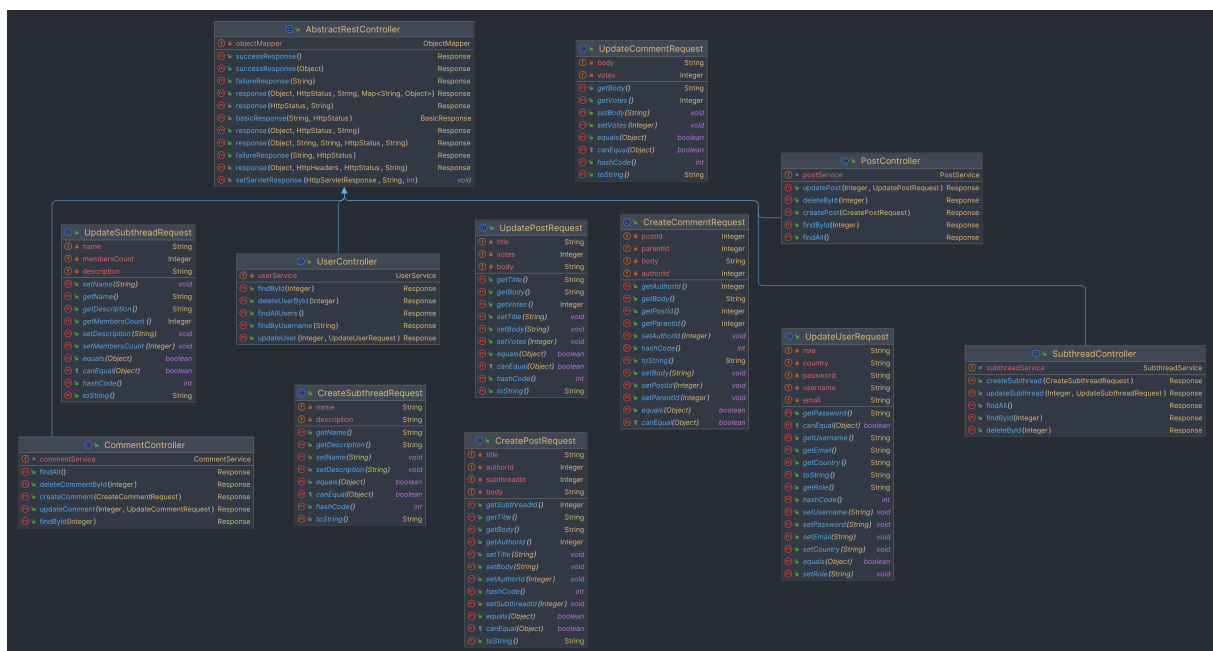 AbstractRestController
objectMapper ObjectMapper
successResponse() Response
successResponse(Object) Response
failureResponse(String) Response
response(Object, HttpStatus, String, Map<String, Object>) Response
response(HttpStatus, String) Response
basicResponse(String, HttpStatus) BasicResponse
response(Object, HttpStatus, String) Response
response(Object, String, String, HttpStatus, String) Response
failureResponse(String, HttpStatus) Response
response(Object, HttpHeaders, HttpStatus, String) Response
setServletResponse(HttpServletResponse, String, int) void
UpdateCommentRequest
body String
votes Integer
getBody() String
getVotes() Integer
setBody(String) void
setVotes(Integer) void
equals(Object) boolean
canEqual(Object) boolean
hashCode() int
toString() String
PostController
postService PostService
updatePost(Integer, UpdatePostRequest) Response
deleteById(Integer) Response
createPost(CreatePostRequest) Response
findById(Integer) Response
findAll() Response
UpdateSubthreadRequest
name String
membersCount Integer
description String
setName(String) void
getName() String
getDescription() String
getMembersCount() Integer
setDescription(String) void
setMembersCount(Integer) void
equals(Object) boolean
canEqual(Object) boolean
hashCode() int
toString() String
UserController
userService UserService
findById(Integer) Response
deleteUserById(Integer) Response
findAllUsers() Response
findByUsername(String) Response
updateUser(Integer, UpdateUserRequest) Response
UpdatePostRequest
title String
votes Integer
body String
getTitle() String
getBody() String
getVotes() Integer
setTitle(String) void
setBody(String) void
setVotes(Integer) void
equals(Object) boolean
canEqual(Object) boolean
hashCode() int
toString() String
CreateCommentRequest
postId Integer
parentId Integer
body String
authorId Integer
getAuthorId() Integer
getBody() String
getPostId() Integer
getParentId() Integer
setAuthorId(Integer) void
hashCode() int
toString() String
setBody(String) void
setPostId(Integer) void
setParentId(Integer) void
equals(Object) boolean
canEqual(Object) boolean
UpdateUserRequest
role String
country String
password String
username String
email String
getPassword() String
canEqual(Object) boolean
getUsername() String
getEmail() String
getCountry() String
toString() String
getRole() String
hashCode() int
setUsername(String) void
setPassword(String) void
setEmail(String) void
setCountry(String) void
equals(Object) boolean
setRole(String) void
SubthreadController
subthreadService SubthreadService
createSubthread(CreateSubthreadRequest) Response
updateSubthread(Integer, UpdateSubthreadRequest) Response
findAll() Response
findById(Integer) Response
deleteById(Integer) Response
CreateSubthreadRequest
name String
description String
getName() String
getDescription() String
setName(String) void
setDescription(String) void
equals(Object) boolean
canEqual(Object) boolean
hashCode() int
toString() String
CommentController
commentService CommentService
findAll() Response
deleteCommentById(Integer) Response
createComment(CreateCommentRequest) Response
updateComment(Integer, UpdateCommentRequest) Response
findById(Integer) Response
CreatePostRequest
title String
authorId Integer
subthreadId Integer
body String
getSubthreadId() Integer
getTitle() String
getBody() String
getAuthorId() Integer
setTitle(String) void
setBody(String) void
setAuthorId(Integer) void
hashCode() int
setSubthreadId(Integer) void
equals(Object) boolean
canEqual(Object) boolean
toString() String